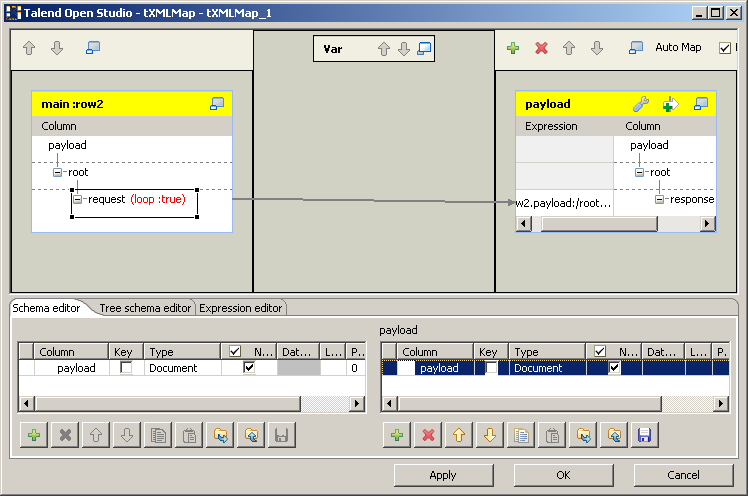 Talend Open Studio - tXMLMap - tXMLMap_1
Var
Auto Map
main :row2
Column
payload
root
request (loop :true)
payload
Expression Column
payload
root
w2.payload:/root... response
Schema editor Tree schema editor Expression editor
payload
Column Key Type N... Dat... L... P...
payload Document 0
Column Key Type N... Dat... L... P
payload Document
Apply OK Cancel